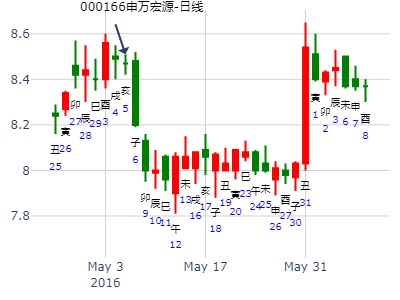 000166申万宏源-日线
8.6
8.4
8.2
8
7.8
丑
25
寅
26
卯
27
辰
28
巳
29
酉
3
戌
4
亥
5
子
6
卯
9
辰
10
巳
11
午
12
未
13
戌
16
亥
17
子
18
丑
19
寅
20
巳
23
午
24
未
25
申
26
酉
27
子
30
丑
31
寅
1
卯
2
辰
3
未
6
申
7
酉
8
May 3
2016
May 17
May 31